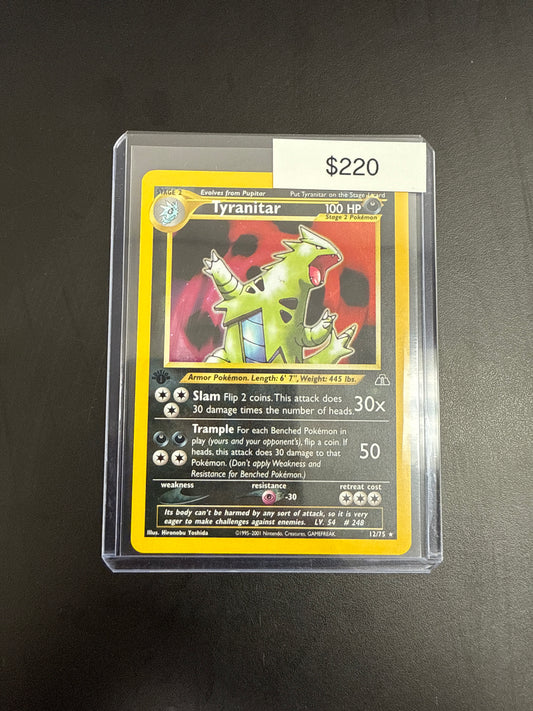 $220
STAGE 2
Evolves from Pupitar
Put Tyranitar on the Stage 1 card
Tyranitar
100 HP
Stage 2 Pokémon
EDITION
1
Armor Pokémon. Length: 6' 7", Weight: 445 lbs.
Slam Flip 2 coins. This attack does
30 damage times the number of heads.
30x
Trample For each Benched Pokémon in
play (yours and your opponent's), flip a coin. If
heads, this attack does 30 damage to that
Pokémon. (Don't apply Weakness and
Resistance for Benched Pokémon.)
50
weakness
resistance
retreat cost
-30
Its body can't be harmed by any sort of attack, so it is very
eager to make challenges against enemies. LV. 54 # 248
Illus. Hironobu Yoshida
©1995-2001 Nintendo, Creatures, GAMEFREAK.
12/75 ★